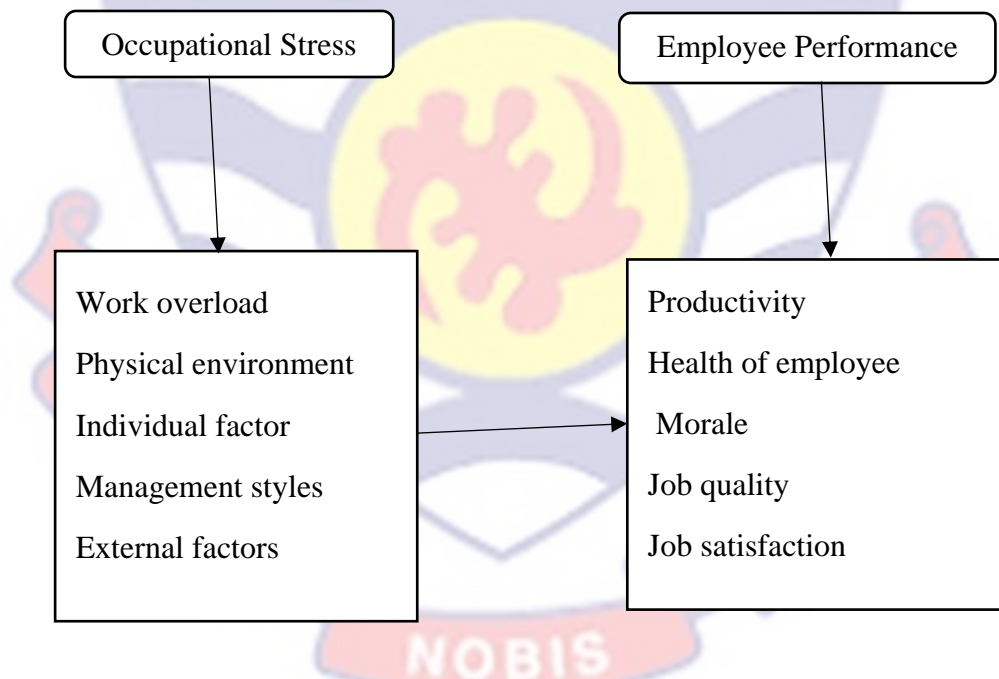 Occupational Stress
Employee Performance
Work overload
Physical environment
Individual factor
Management styles
External factors
Productivity
Health of employee
Morale
Job quality
Job satisfaction
NOBIS